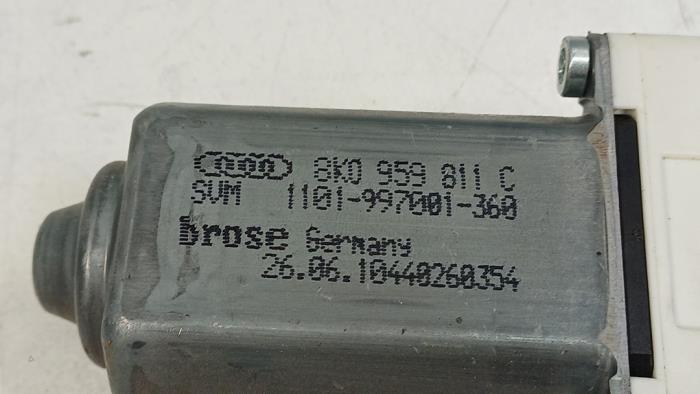 8K0 959 811 C
SVM 1101-997001-360
brose Germany
26.06.10440260354